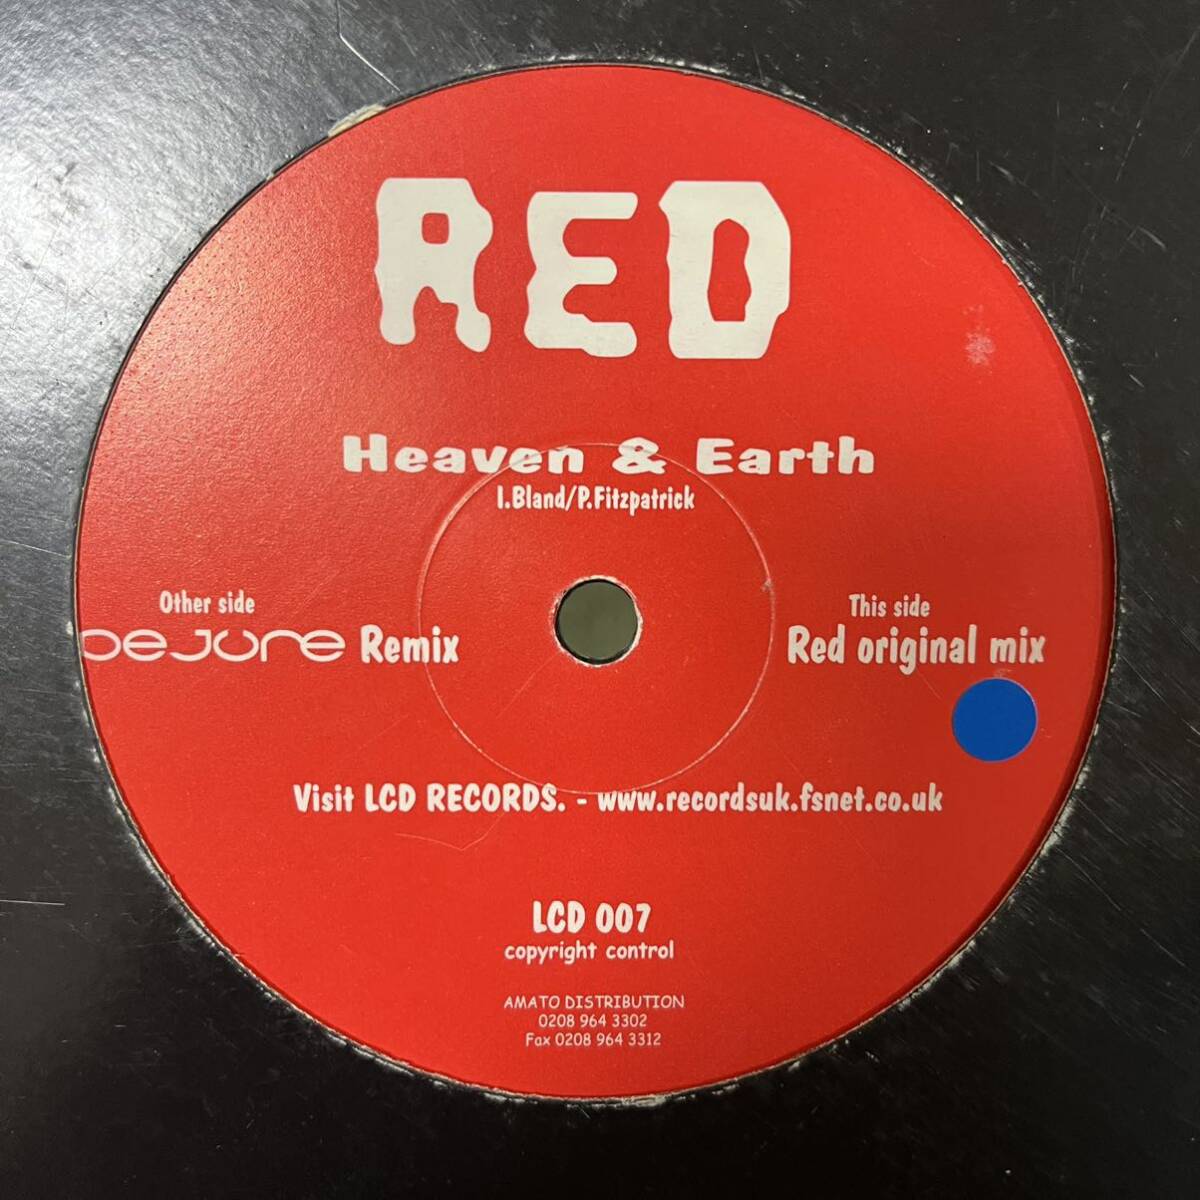 RED
Heaven & Earth
I.Bland/P.Fitzpatrick
Other side
DEJURE Remix
This side
Red original mix
Visit LCD RECORDS. - www.recordsuk.fsnet.co.uk
LCD 007
copyright control
AMATO DISTRIBUTION
0208 964 3302
Fax 0208 964 3312